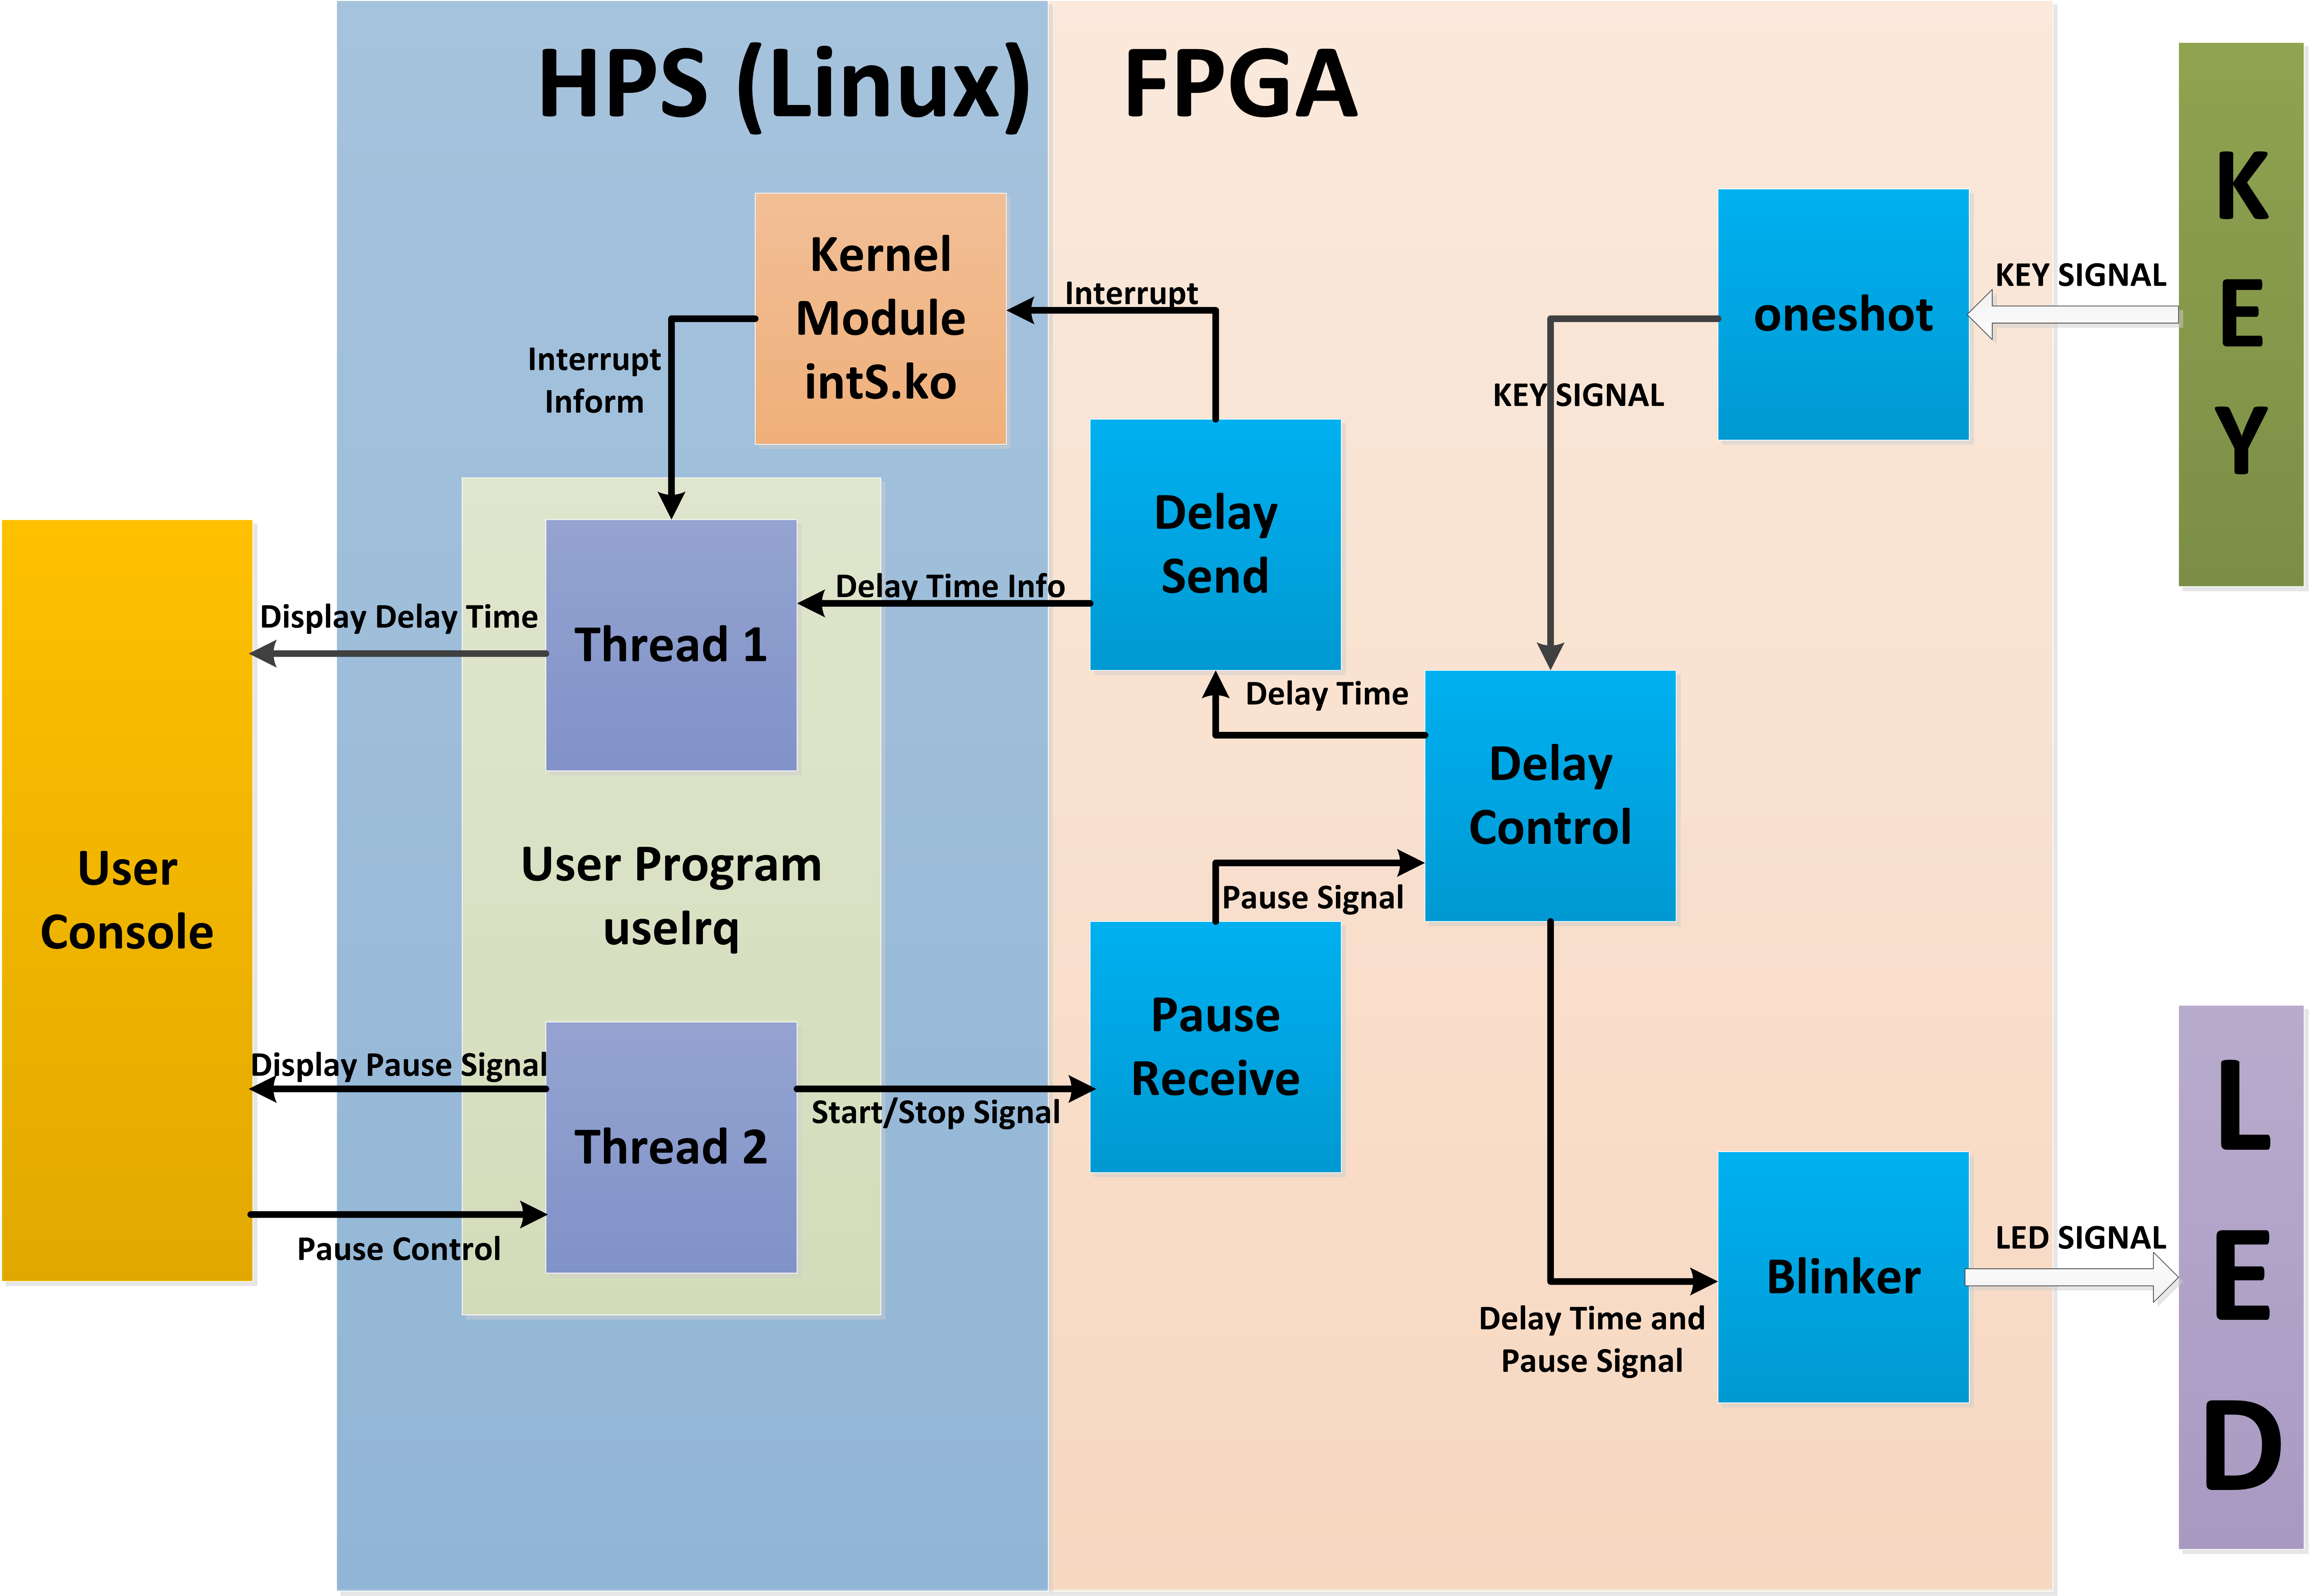 HPS (Linux)
FPGA
K
E
Y
Kernel
Module
intS.ko
oneshot
KEY SIGNAL
Interrupt
Interrupt
Inform
KEY SIGNAL
Delay
Send
Delay Time Info
Display Delay Time
Thread 1
Delay Time
Delay
Control
User
Console
User Program
useIrq
Pause Signal
Pause
Receive
Display Pause Signal
Start/Stop Signal
Thread 2
Pause Control
L
E
D
LED SIGNAL
Blinker
Delay Time and
Pause Signal